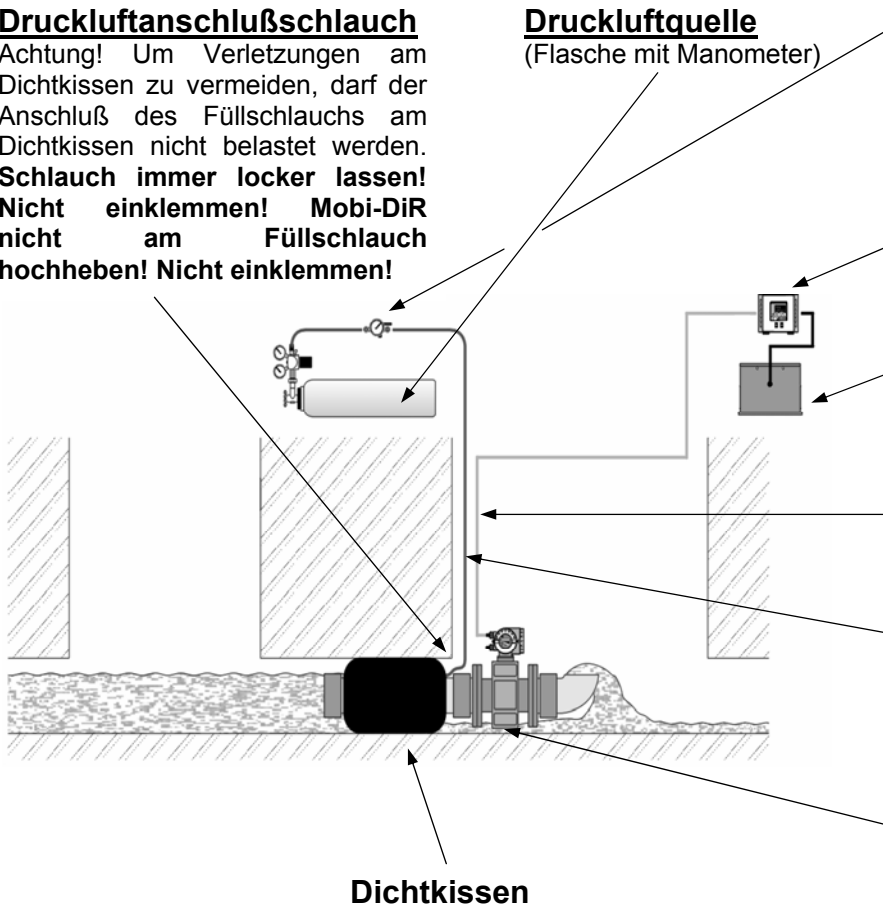 Druckluftanschlußschlauch
Achtung! Um Verletzungen am
Dichtkissen zu vermeiden, darf der
Anschluß des Füllschlauchs am
Dichtkissen nicht belastet werden.
Schlauch immer locker lassen!
Nicht einklemmen! Mobi-DiR
nicht am Füllschlauch
hochheben! Nicht einklemmen!
Druckluftquelle
(Flasche mit Manometer)
Dichtkissen